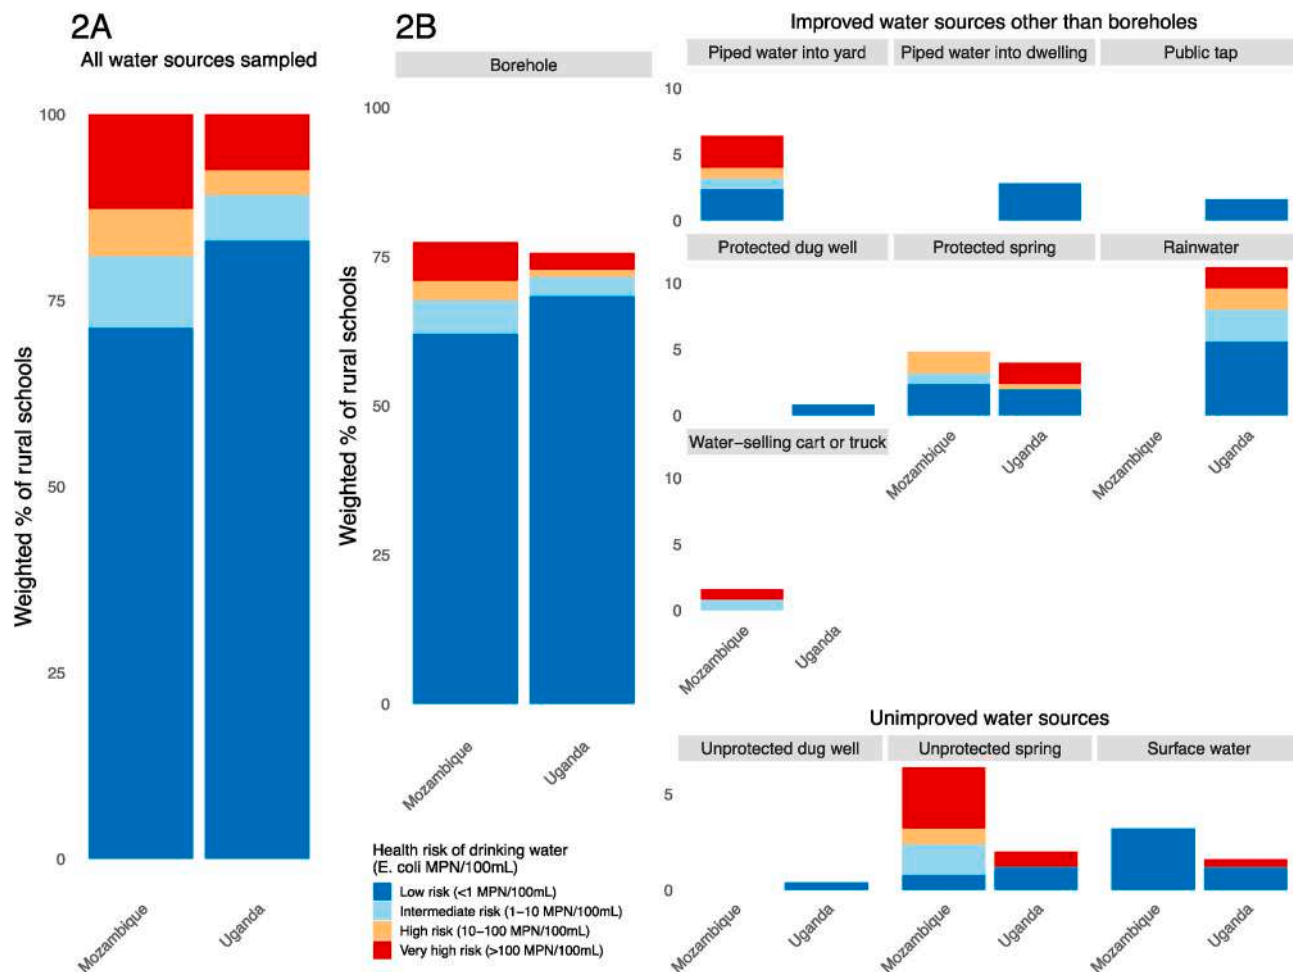 2A
All water sources sampled
Weighted % of rural schools
100
75
50
25
0
Mozambique
Uganda
2B
Borehole
Weighted % of rural schools
100
75
50
25
0
Mozambique
Uganda
Health risk of drinking water
(E. coli MPN/100mL)
Low risk (<1 MPN/100mL)
Intermediate risk (1–10 MPN/100mL)
High risk (10–100 MPN/100mL)
Very high risk (>100 MPN/100mL)
Improved water sources other than boreholes
Piped water into yard
Piped water into dwelling
Public tap
10
5
0
Protected dug well
Protected spring
Rainwater
10
5
0
Mozambique
Uganda
Mozambique
Uganda
Water–selling cart or truck
10
5
0
Mozambique
Uganda
Unimproved water sources
Unprotected dug well
Unprotected spring
Surface water
5
0
Mozambique
Uganda
Mozambique
Uganda
Mozambique
Uganda